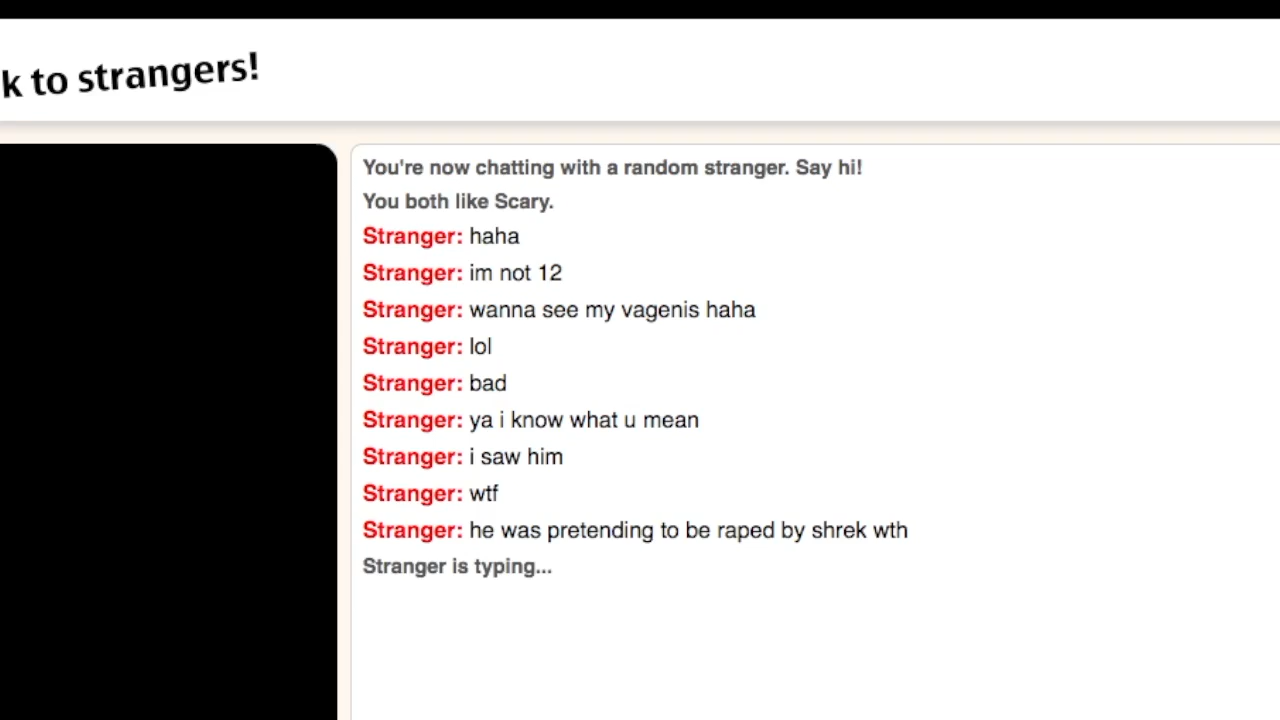 k to strangers!
You're now chatting with a random stranger. Say hi!
You both like Scary.
Stranger: haha
Stranger: im not 12
Stranger: wanna see my vagenis haha
Stranger: lol
Stranger: bad
Stranger: ya i know what u mean
Stranger: i saw him
Stranger: wtf
Stranger: he was pretending to be raped by shrek wth
Stranger is typing...